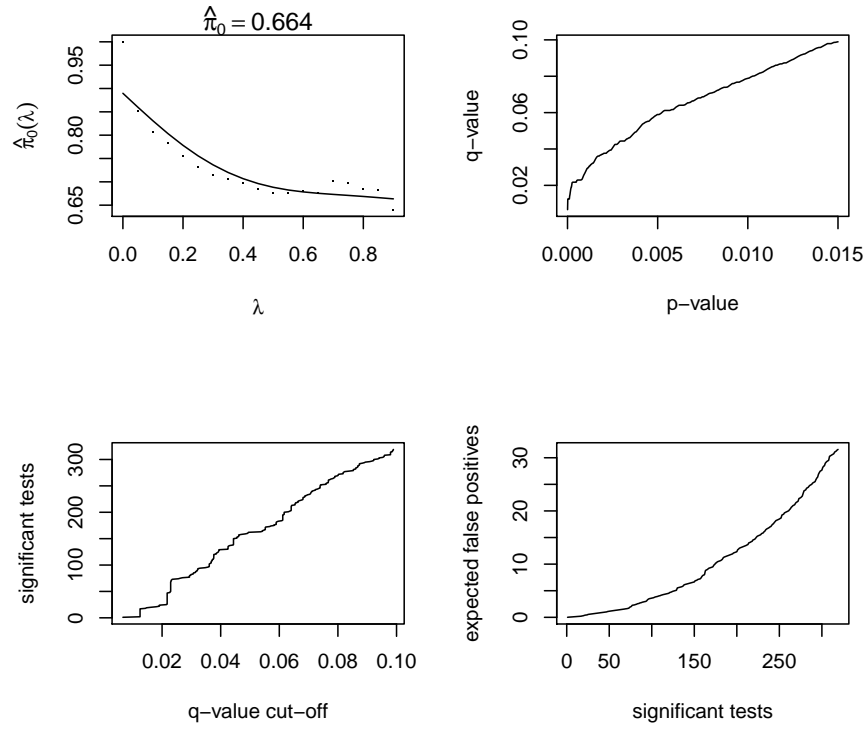 π̂₀ = 0.664
π̂₀(λ)
0.65 0.80 0.95
0.0 0.2 0.4 0.6 0.8
λ
q−value
0.02 0.06 0.10
0.000 0.005 0.010 0.015
p−value
significant tests
0 100 200 300
0.02 0.04 0.06 0.08 0.10
q−value cut−off
expected false positives
0 10 20 30
0 50 150 250
significant tests